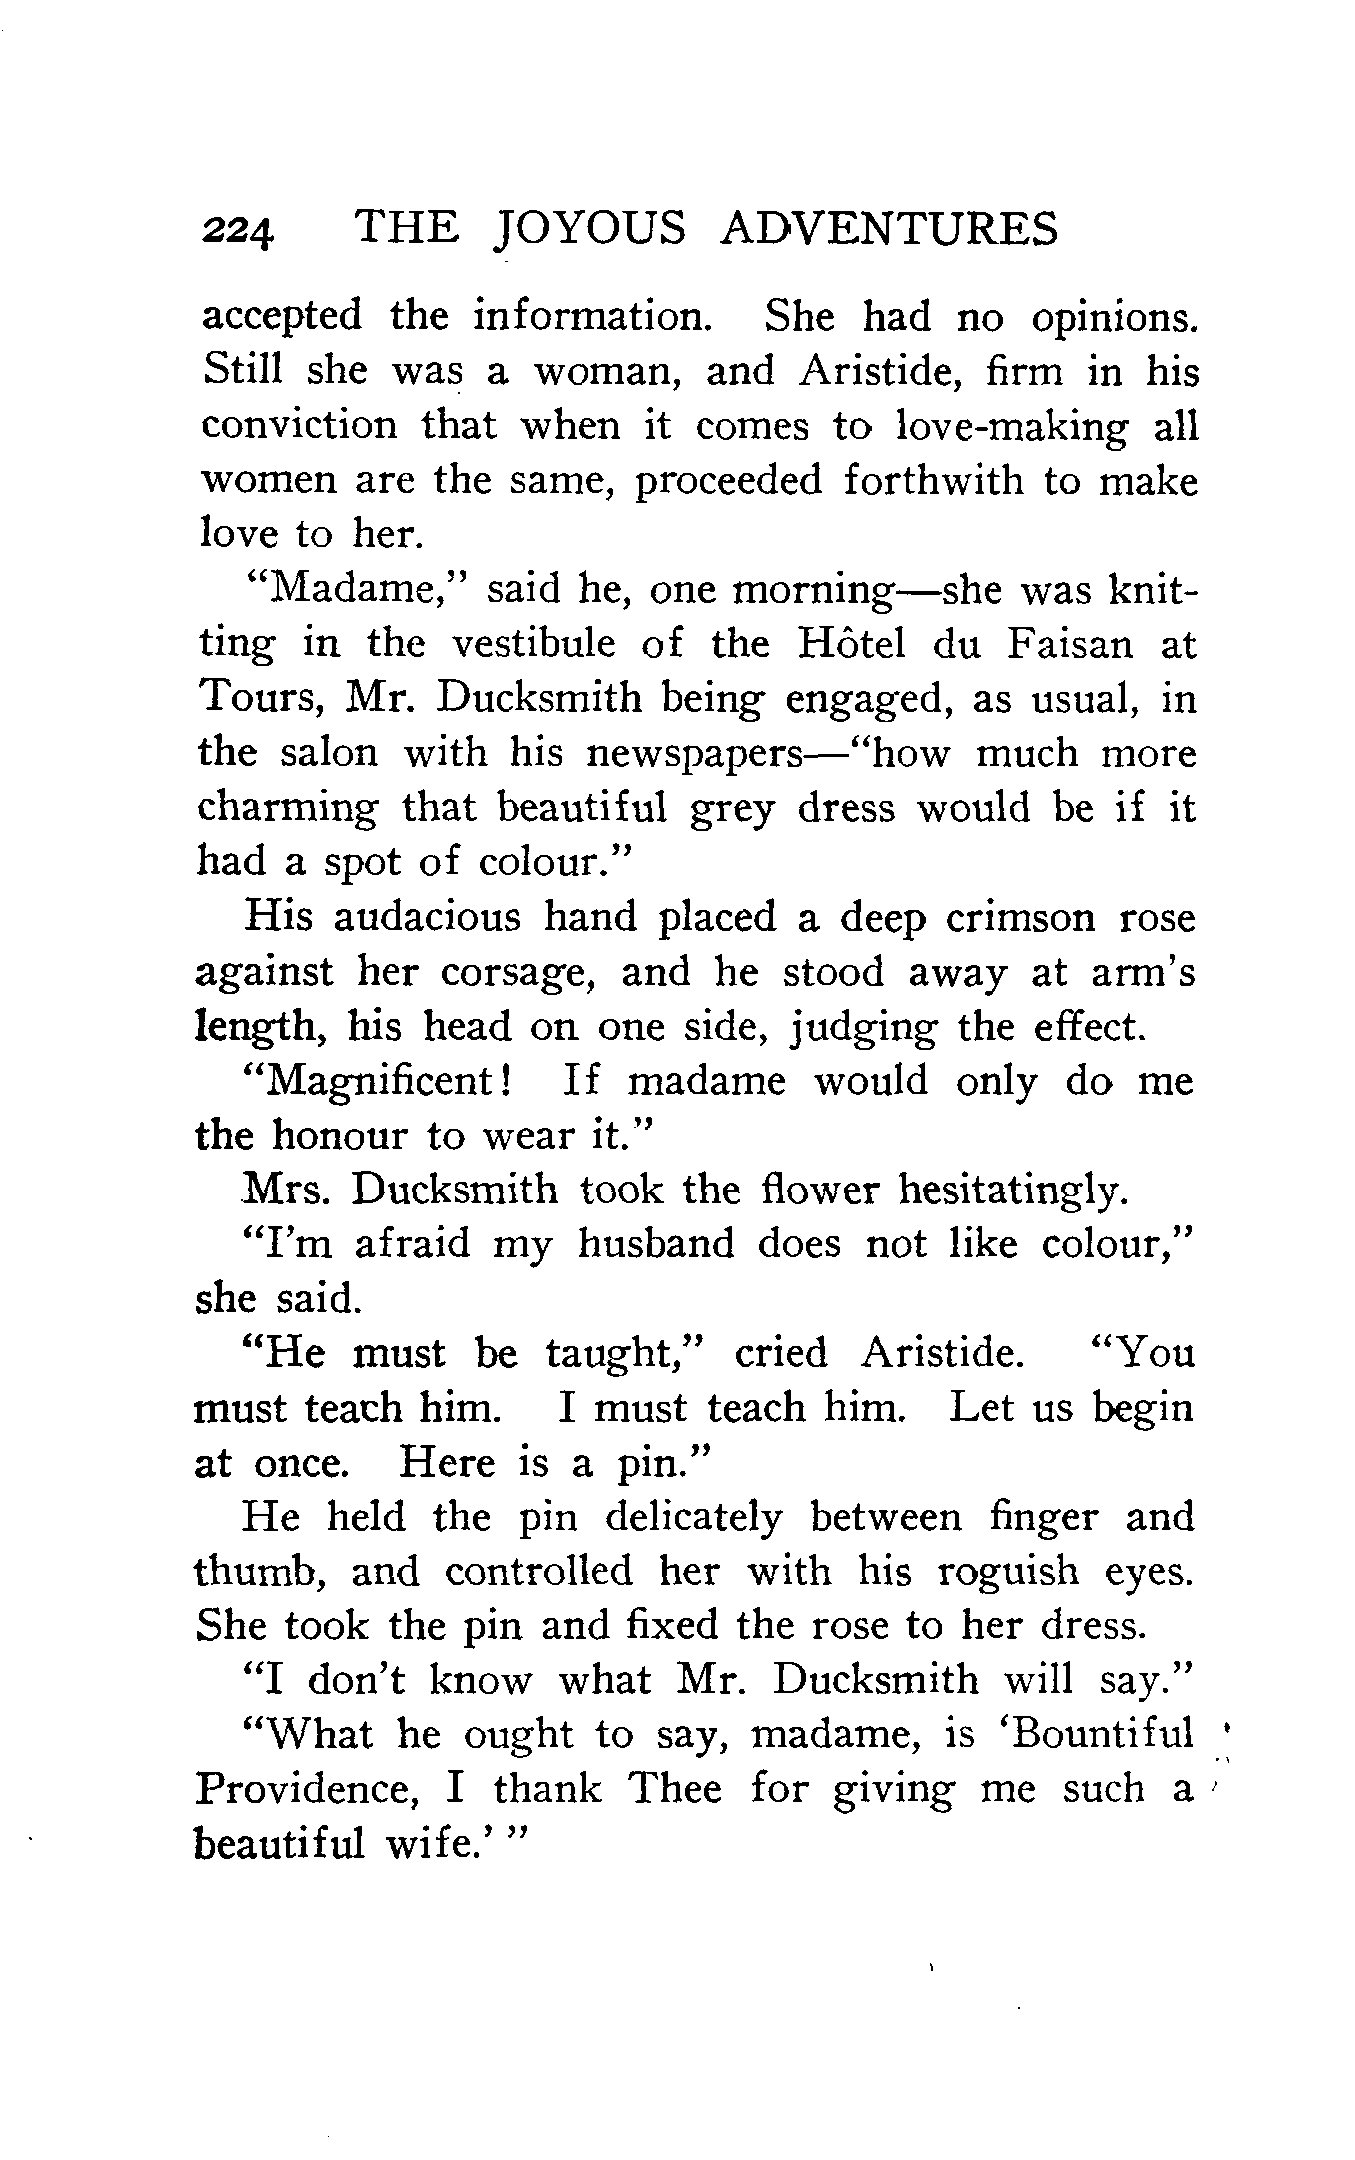 224 THE JOYOUS ADVENTURES
accepted the information. She had no opinions.
Still she was a woman, and Aristide, firm in his
conviction that when it comes to love-making all
women are the same, proceeded forthwith to make
love to her.
“Madame,” said he, one morning—she was knit-
ting in the vestibule of the Hôtel du Faisan at
Tours, Mr. Ducksmith being engaged, as usual, in
the salon with his newspapers—“how much more
charming that beautiful grey dress would be if it
had a spot of colour.”
His audacious hand placed a deep crimson rose
against her corsage, and he stood away at arm's
length, his head on one side, judging the effect.
“Magnificent! If madame would only do me
the honour to wear it.”
Mrs. Ducksmith took the flower hesitatingly.
“I'm afraid my husband does not like colour,”
she said.
“He must be taught,” cried Aristide. “You
must teach him. I must teach him. Let us begin
at once. Here is a pin.”
He held the pin delicately between finger and
thumb, and controlled her with his roguish eyes.
She took the pin and fixed the rose to her dress.
“I don't know what Mr. Ducksmith will say.”
“What he ought to say, madame, is ‘Bountiful
Providence, I thank Thee for giving me such a
beautiful wife.’ ”